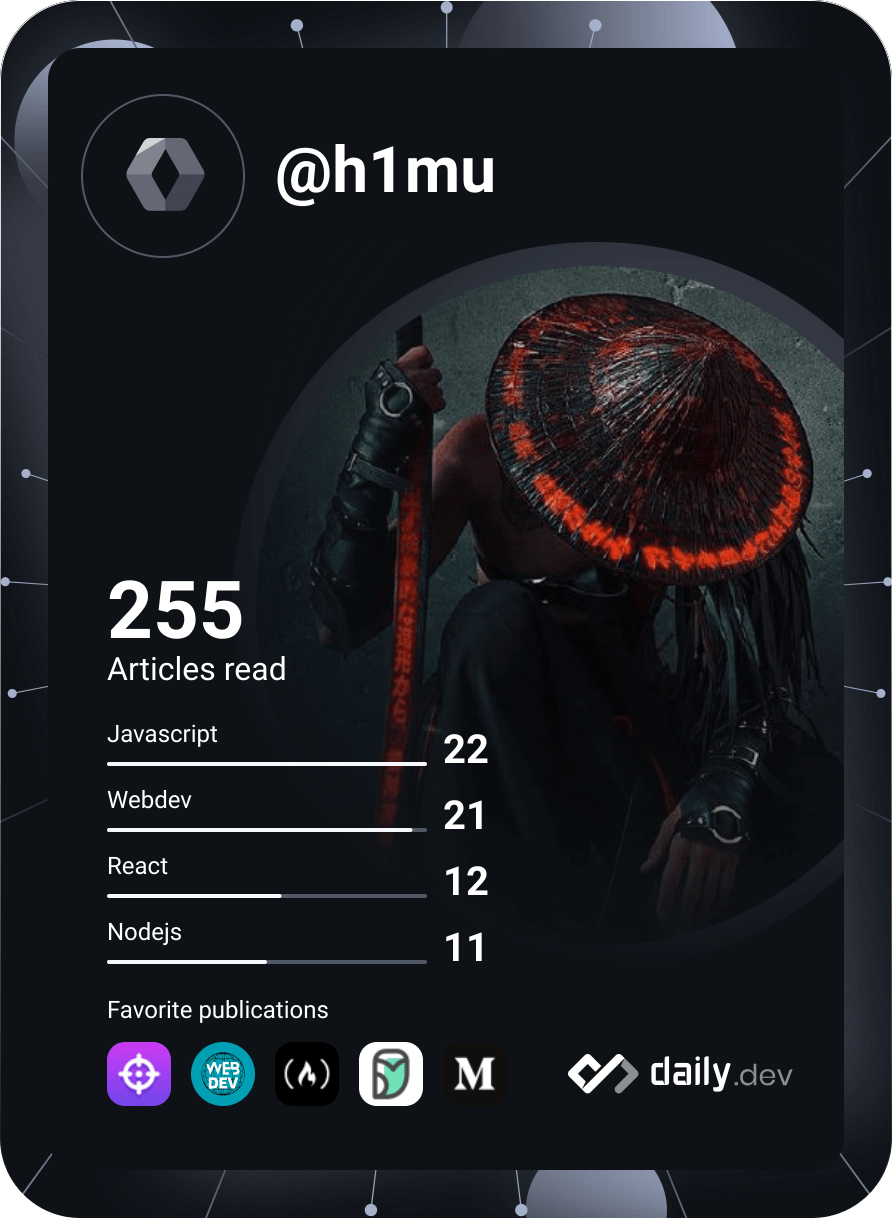 @h1mu
255
Articles read
Javascript
22
Webdev
21
React
12
Nodejs
11
Favorite publications
WEB
DEV
M
daily.dev